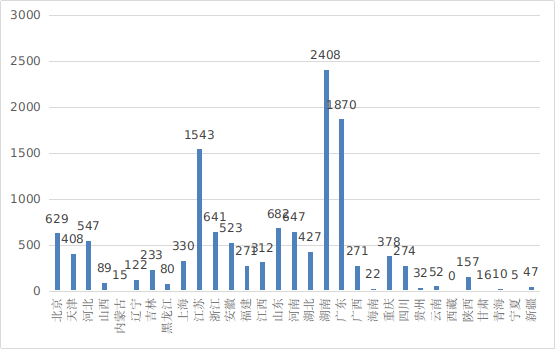 3000
2500
2000
1500
1000
500
0
629
408
547
89
15
122
233
80
330
1543
641
523
271
312
682
647
427
2408
1870
271
22
378
274
32
52
0
157
16
10
5
47
北京
天津
河北
山西
内蒙古
辽宁
吉林
黑龙江
上海
江苏
浙江
安徽
福建
江西
山东
河南
湖北
湖南
广东
广西
海南
重庆
四川
贵州
云南
西藏
陕西
甘肃
青海
宁夏
新疆